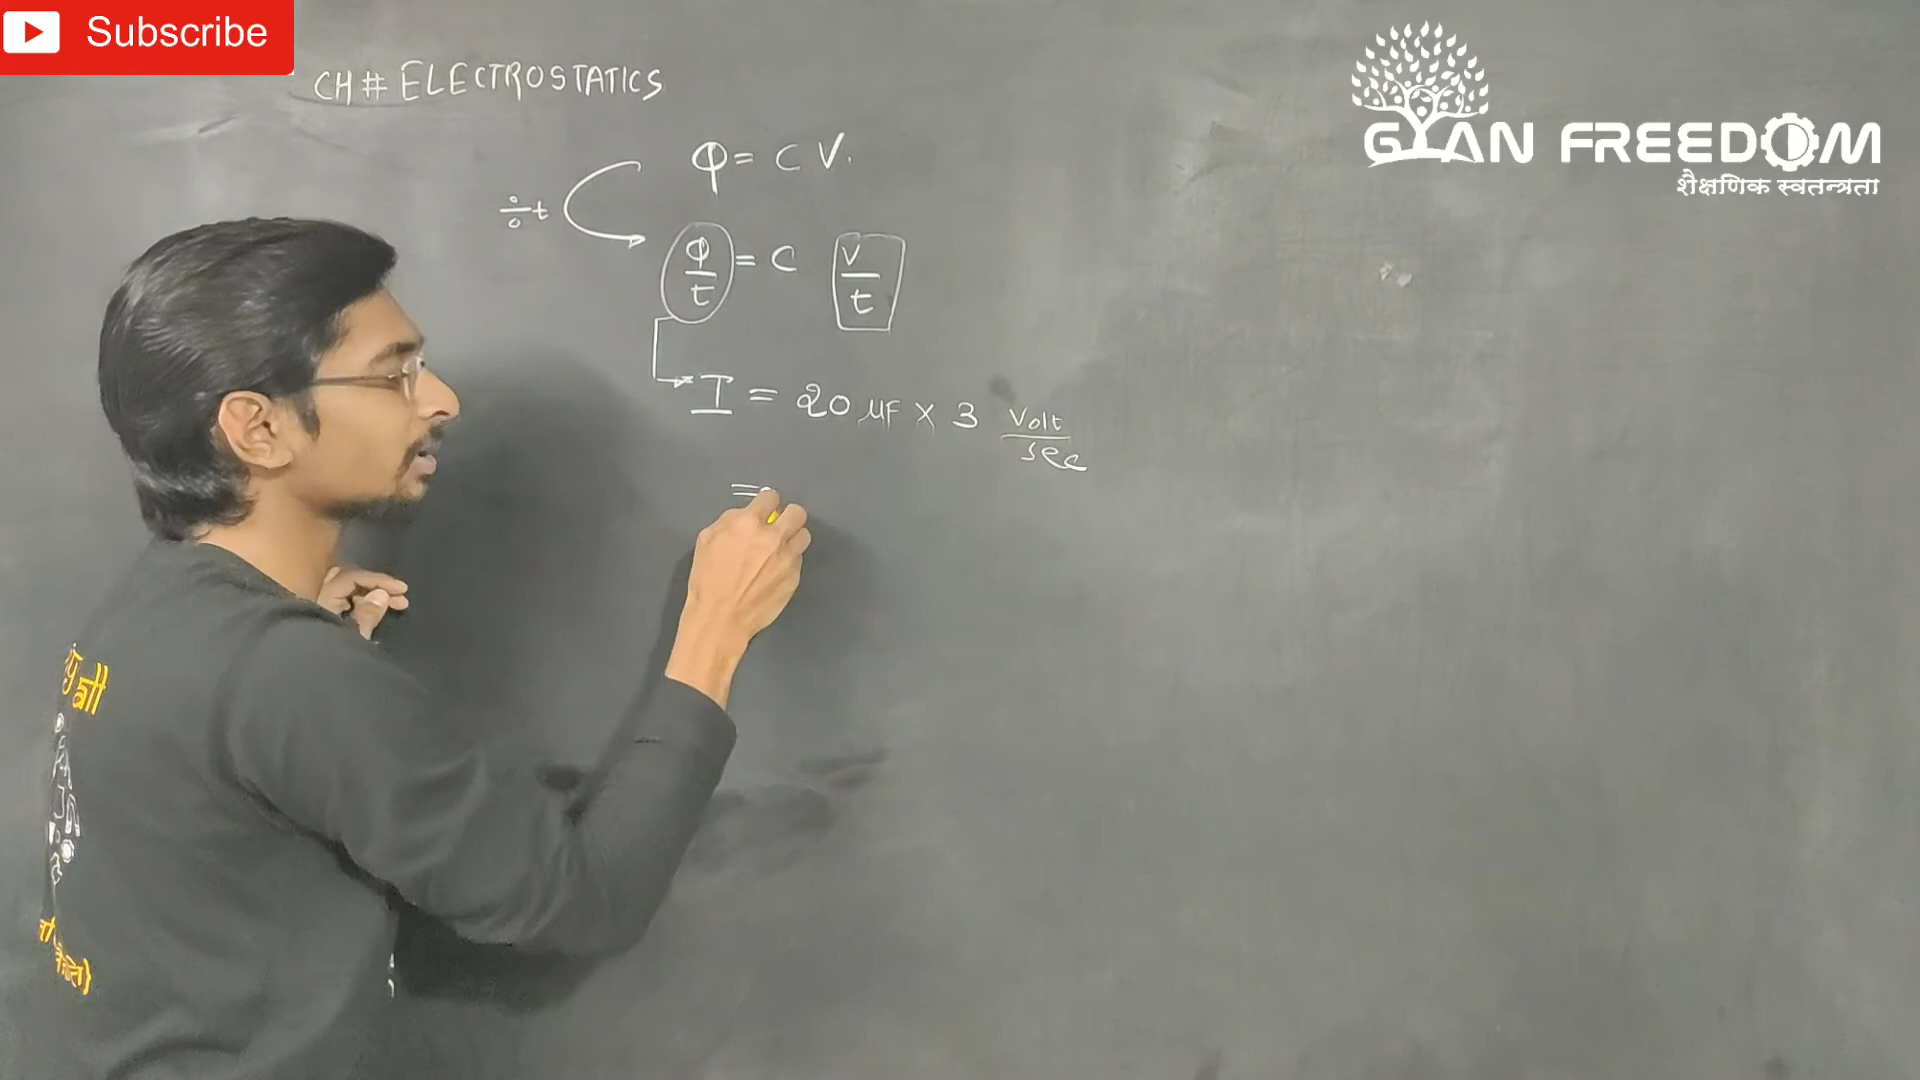 Subscribe
CH# ELECTROSTATICS
GYAN FREEDOM
शैक्षणिक स्वतन्त्रता
φ = C V.
÷ t
φ/t = C V/t
I = 20 μF × 3 Volt/sec
=